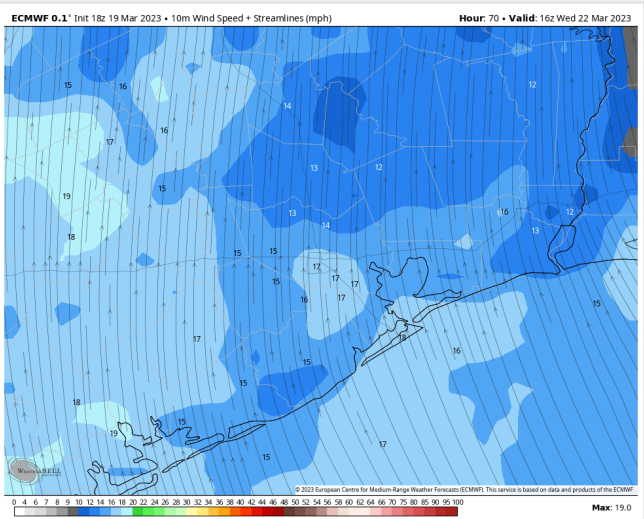 ECMWF 0.1° Init 18z 19 Mar 2023 • 10m Wind Speed + Streamlines (mph) Hour: 70 • Valid: 16z Wed 22 Mar 2023
15 16 12
14
16
17
13 12
15
19
13 16 12
14 13
18
15 15
17
15 17 17
16 17 15
17 18
16
15
15
18
15
19
17
15
WeatherBELL
© 2023 European Centre for Medium-Range Weather Forecasts (ECMWF). This service is based on data and products of the ECMWF.
0 4 6 7 8 9 10 12 14 16 18 20 22 24 26 28 30 32 34 36 38 40 42 44 46 48 50 52 54 56 58 60 62 64 66 70 75 80 85 90 95 100 Max: 19.0